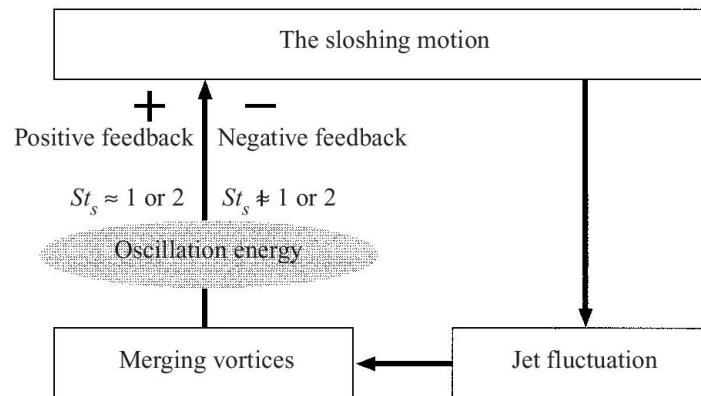 The sloshing motion
+ −
Positive feedback Negative feedback
St_s ≈ 1 or 2 St_s ≉ 1 or 2
Oscillation energy
Merging vortices Jet fluctuation